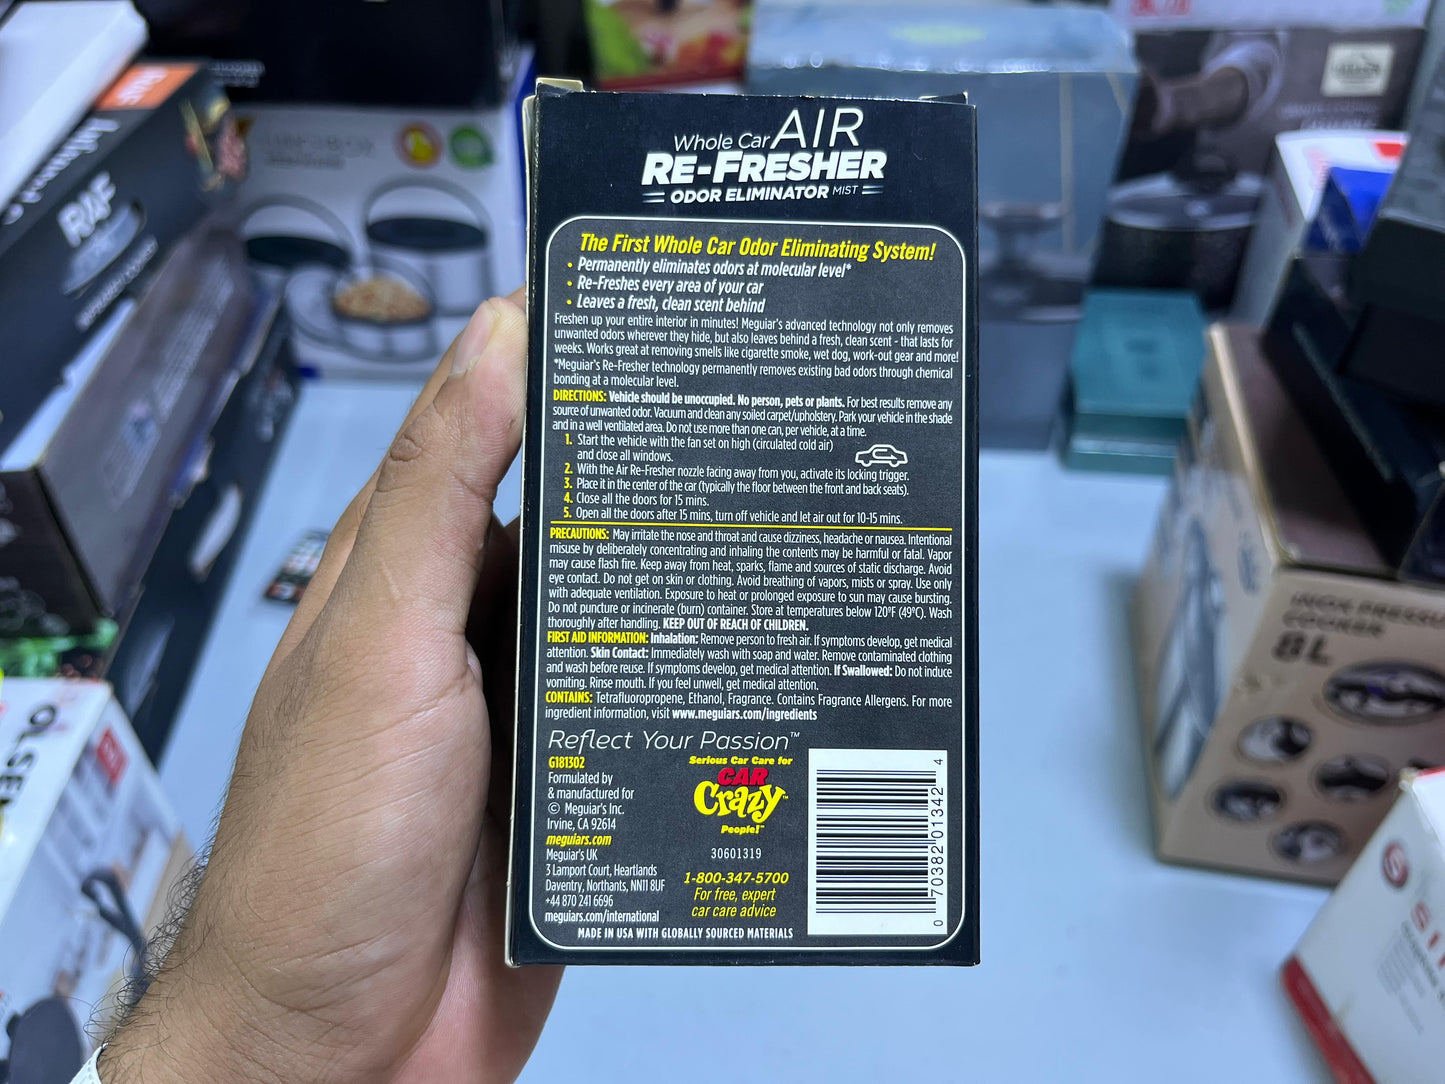 Whole Car AIR
RE-FRESHER
ODOR ELIMINATOR MIST
The First Whole Car Odor Eliminating System!
• Permanently eliminates odors at molecular level*
• Re-Freshes every area of your car
• Leaves a fresh, clean scent behind
Freshen up your entire interior in minutes! Meguiar's advanced technology not only removes
unwanted odors wherever they hide, but also leaves behind a fresh, clean scent - that lasts for
weeks. Works great at removing smells like cigarette smoke, wet dog, work-out gear and more!
*Meguiar's Re-Fresher technology permanently removes existing bad odors through chemical
bonding at a molecular level.
DIRECTIONS: Vehicle should be unoccupied. No person, pets or plants. For best results remove any
source of unwanted odor. Vacuum and clean any soiled carpet/upholstery. Park your vehicle in the shade
and in a well ventilated area. Do not use more than one can, per vehicle, at a time.
1. Start the vehicle with the fan set on high (circulated cold air)
and close all windows.
2. With the Air Re-Fresher nozzle facing away from you, activate its locking trigger.
3. Place it in the center of the car (typically the floor between the front and back seats).
4. Close all the doors for 15 mins.
5. Open all the doors after 15 mins, turn off vehicle and let air out for 10-15 mins.
PRECAUTIONS: May irritate the nose and throat and cause dizziness, headache or nausea. Intentional
misuse by deliberately concentrating and inhaling the contents may be harmful or fatal. Vapor
may cause flash fire. Keep away from heat, sparks, flame and sources of static discharge. Avoid
eye contact. Do not get on skin or clothing. Avoid breathing of vapors, mists or spray. Use only
with adequate ventilation. Exposure to heat or prolonged exposure to sun may cause bursting.
Do not puncture or incinerate (burn) container. Store at temperatures below 120°F (49°C). Wash
thoroughly after handling. KEEP OUT OF REACH OF CHILDREN.
FIRST AID INFORMATION: Inhalation: Remove person to fresh air. If symptoms develop, get medical
attention. Skin Contact: Immediately wash with soap and water. Remove contaminated clothing
and wash before reuse. If symptoms develop, get medical attention. If Swallowed: Do not induce
vomiting. Rinse mouth. If you feel unwell, get medical attention.
CONTAINS: Tetrafluoropropene, Ethanol, Fragrance. Contains Fragrance Allergens. For more
ingredient information, visit www.meguiars.com/ingredients
Reflect Your Passion™
G181302
Formulated by
& manufactured for
© Meguiar's Inc.
Irvine, CA 92614
meguiars.com
Meguiar's UK
3 Lamport Court, Heartlands
Daventry, Northants, NN11 8UF
+44 870 241 6696
meguiars.com/international
Serious Car Care for
CAR
Crazy™
People!™
30601319
1-800-347-5700
For free, expert
car care advice
MADE IN USA WITH GLOBALLY SOURCED MATERIALS
0 70382 01342 4
RAF
INOX PRESSURE
COOKER
8L